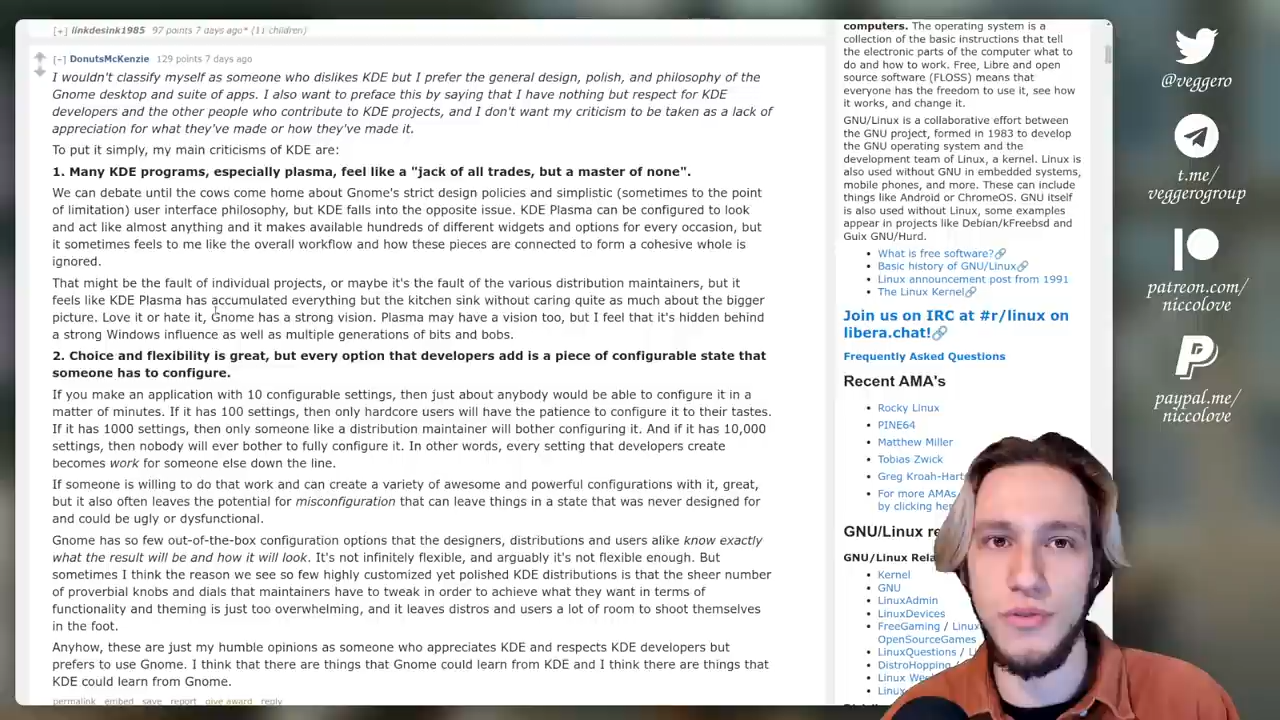 [+] linkdesink1985 97 points 7 days ago* (11 children)
[−] DonutsMcKenzie 129 points 7 days ago
I wouldn't classify myself as someone who dislikes KDE but I prefer the general design, polish, and philosophy of the
Gnome desktop and suite of apps. I also want to preface this by saying that I have nothing but respect for KDE
developers and the other people who contribute to KDE projects, and I don't want my criticism to be taken as a lack of
appreciation for what they've made or how they've made it.
To put it simply, my main criticisms of KDE are:
1. Many KDE programs, especially plasma, feel like a "jack of all trades, but a master of none".
We can debate until the cows come home about Gnome's strict design policies and simplistic (sometimes to the point
of limitation) user interface philosophy, but KDE falls into the opposite issue. KDE Plasma can be configured to look
and act like almost anything and it makes available hundreds of different widgets and options for every occasion, but
it sometimes feels to me like the overall workflow and how these pieces are connected to form a cohesive whole is
ignored.
That might be the fault of individual projects, or maybe it's the fault of the various distribution maintainers, but it
feels like KDE Plasma has accumulated everything but the kitchen sink without caring quite as much about the bigger
picture. Love it or hate it, Gnome has a strong vision. Plasma may have a vision too, but I feel that it's hidden behind
a strong Windows influence as well as multiple generations of bits and bobs.
2. Choice and flexibility is great, but every option that developers add is a piece of configurable state that
someone has to configure.
If you make an application with 10 configurable settings, then just about anybody would be able to configure it in a
matter of minutes. If it has 100 settings, then only hardcore users will have the patience to configure it to their tastes.
If it has 1000 settings, then only someone like a distribution maintainer will bother configuring it. And if it has 10,000
settings, then nobody will ever bother to fully configure it. In other words, every setting that developers create
becomes work for someone else down the line.
If someone is willing to do that work and can create a variety of awesome and powerful configurations with it, great,
but it also often leaves the potential for misconfiguration that can leave things in a state that was never designed for
and could be ugly or dysfunctional.
Gnome has so few out-of-the-box configuration options that the designers, distributions and users alike know exactly
what the result will be and how it will look. It's not infinitely flexible, and arguably it's not flexible enough. But
sometimes I think the reason we see so few highly customized yet polished KDE distributions is that the sheer number
of proverbial knobs and dials that maintainers have to tweak in order to achieve what they want in terms of
functionality and theming is just too overwhelming, and it leaves distros and users a lot of room to shoot themselves
in the foot.
Anyhow, these are just my humble opinions as someone who appreciates KDE and respects KDE developers but
prefers to use Gnome. I think that there are things that Gnome could learn from KDE and I think there are things that
KDE could learn from Gnome.
permalink embed save report give award reply
computers. The operating system is a
collection of the basic instructions that tell
the electronic parts of the computer what to
do and how to work. Free, Libre and open
source software (FLOSS) means that
everyone has the freedom to use it, see how
it works, and change it.
GNU/Linux is a collaborative effort between
the GNU project, formed in 1983 to develop
the GNU operating system and the
development team of Linux, a kernel. Linux is
also used without GNU in embedded systems,
mobile phones, and more. These can include
things like Android or ChromeOS. GNU itself
is also used without Linux, some examples
appear in projects like Debian/kFreebsd and
Guix GNU/Hurd.
What is free software?
Basic history of GNU/Linux
Linux announcement post from 1991
The Linux Kernel
Join us on IRC at #r/linux on
libera.chat!
Frequently Asked Questions
Recent AMA's
Rocky Linux
PINE64
Matthew Miller
Tobias Zwick
Greg Kroah-Hart
For more AMAs
by clicking her
GNU/Linux re
GNU/Linux Rela
Kernel
GNU
LinuxAdmin
LinuxDevices
FreeGaming / Linux
OpenSourceGames
LinuxQuestions / L
DistroHopping /
Linux We
Linux
@veggero
t.me/
veggerogroup
patreon.com/
niccolove
paypal.me/
niccolove